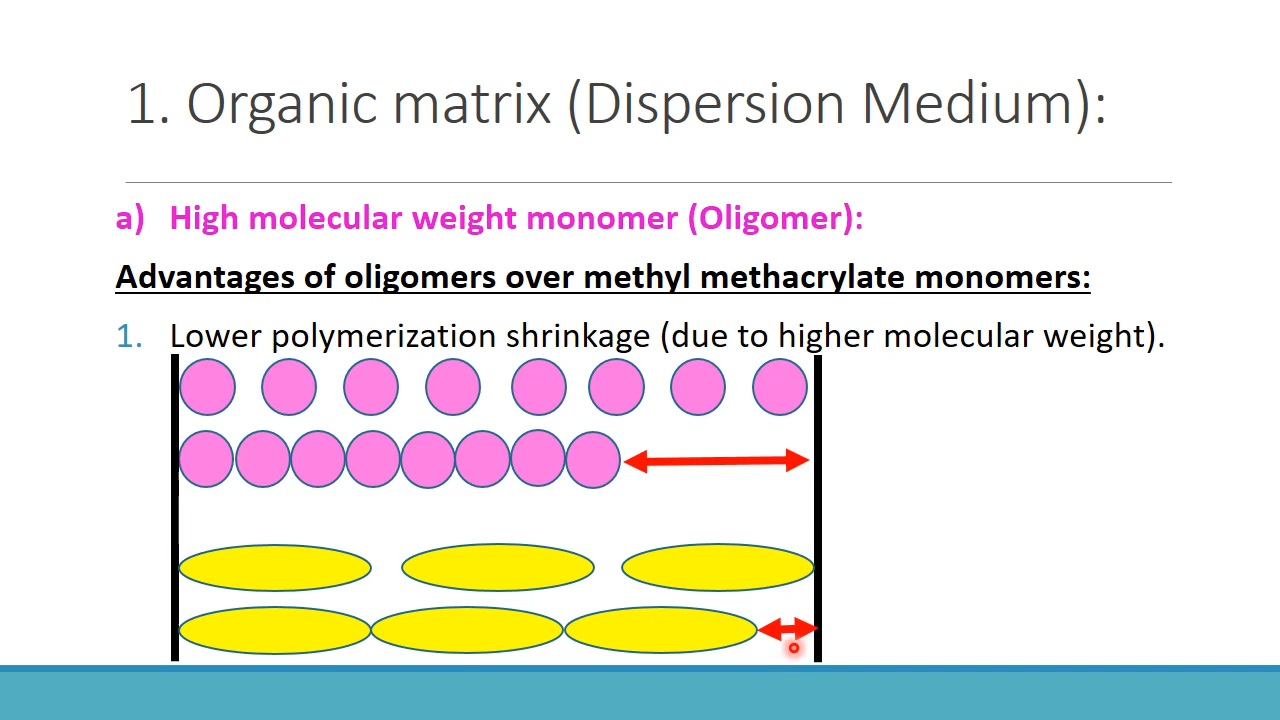 1. Organic matrix (Dispersion Medium):
a) High molecular weight monomer (Oligomer):
Advantages of oligomers over methyl methacrylate monomers:
1. Lower polymerization shrinkage (due to higher molecular weight).